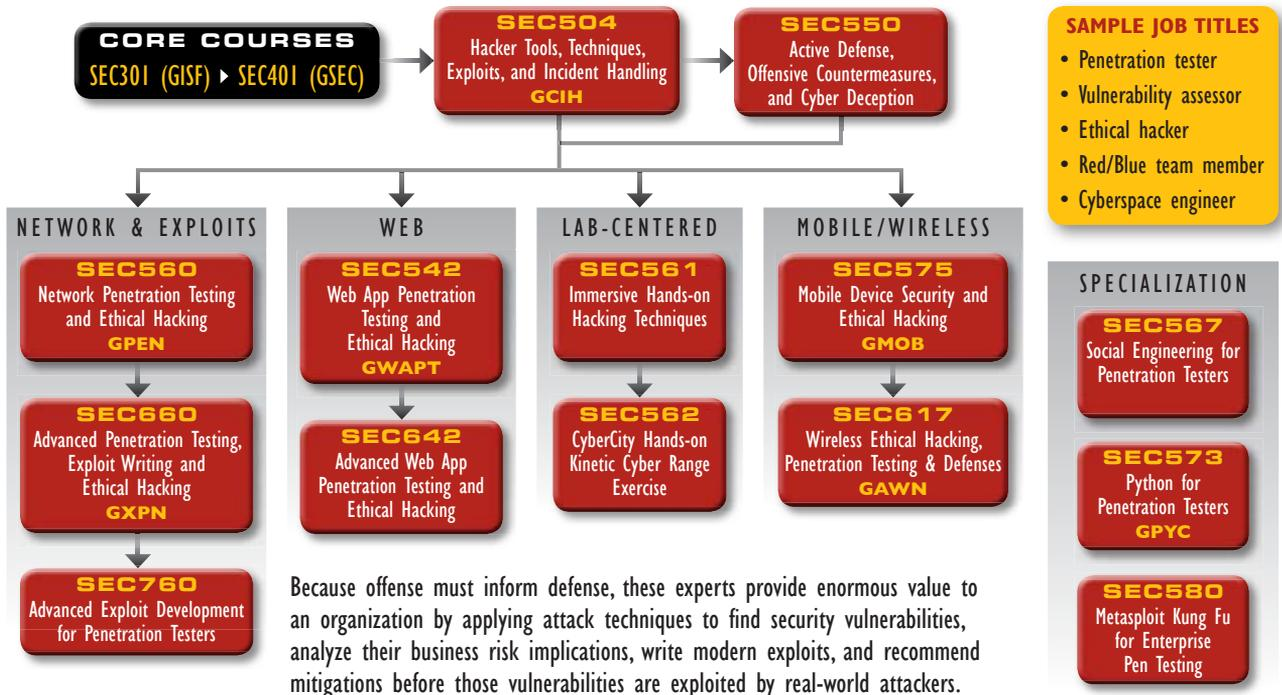 CORE COURSES
SEC301 (GISF) ▸ SEC401 (GSEC)
SEC504
Hacker Tools, Techniques,
Exploits, and Incident Handling
GCIH
SEC550
Active Defense,
Offensive Countermeasures,
and Cyber Deception
SAMPLE JOB TITLES
• Penetration tester
• Vulnerability assessor
• Ethical hacker
• Red/Blue team member
• Cyberspace engineer
NETWORK & EXPLOITS
SEC560
Network Penetration Testing
and Ethical Hacking
GPEN
SEC660
Advanced Penetration Testing,
Exploit Writing and
Ethical Hacking
GXPN
SEC760
Advanced Exploit Development
for Penetration Testers
WEB
SEC542
Web App Penetration
Testing and
Ethical Hacking
GWAPT
SEC642
Advanced Web App
Penetration Testing and
Ethical Hacking
LAB-CENTERED
SEC561
Immersive Hands-on
Hacking Techniques
SEC562
CyberCity Hands-on
Kinetic Cyber Range
Exercise
MOBILE/WIRELESS
SEC575
Mobile Device Security and
Ethical Hacking
GMOB
SEC617
Wireless Ethical Hacking,
Penetration Testing & Defenses
GAWN
SPECIALIZATION
SEC567
Social Engineering for
Penetration Testers
SEC573
Python for
Penetration Testers
GPYC
SEC580
Metasploit Kung Fu
for Enterprise
Pen Testing
Because offense must inform defense, these experts provide enormous value to
an organization by applying attack techniques to find security vulnerabilities,
analyze their business risk implications, write modern exploits, and recommend
mitigations before those vulnerabilities are exploited by real-world attackers.